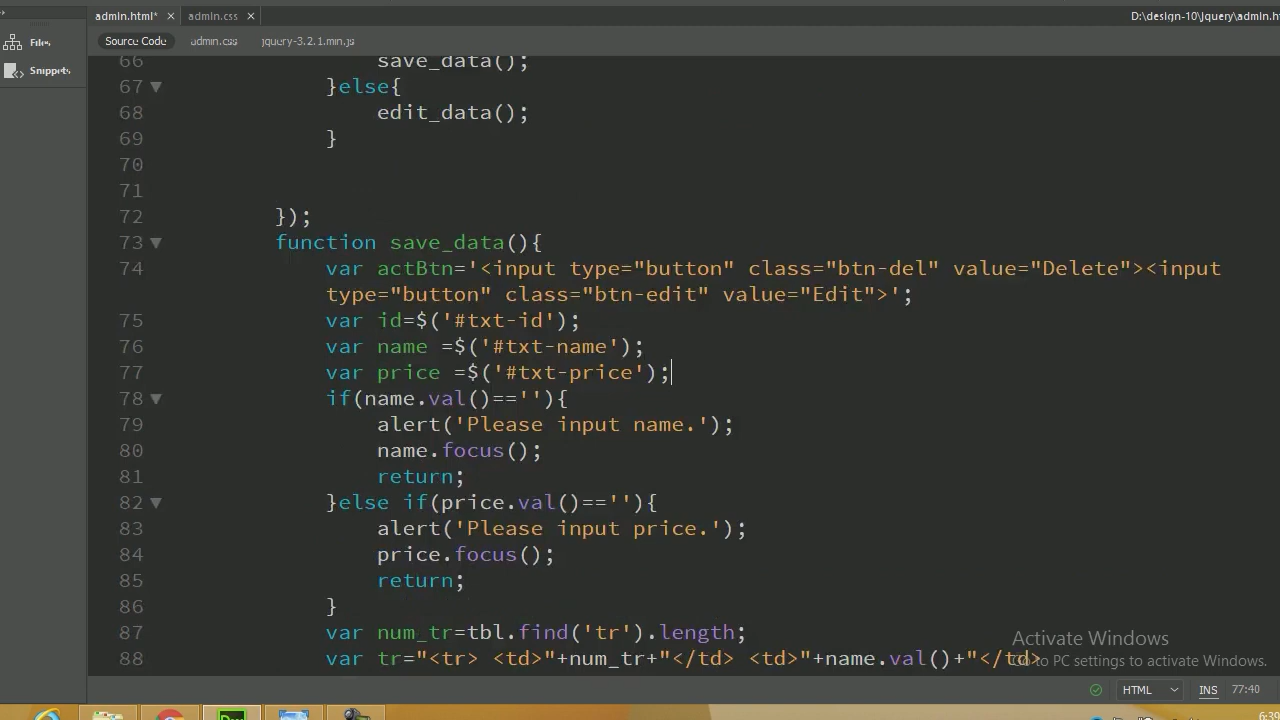 admin.html* × admin.css ×
D:\design-10\jquery\admin.ht
Files
Source Code admin.css jquery-3.2.1.min.js
Snippets
66 save_data();
67 }else{
68 edit_data();
69 }
70
71
72 });
73 function save_data(){
74 var actBtn='<input type="button" class="btn-del" value="Delete"><input
type="button" class="btn-edit" value="Edit">';
75 var id=$('#txt-id');
76 var name =$('#txt-name');
77 var price =$('#txt-price');
78 if(name.val()==''){
79 alert('Please input name.');
80 name.focus();
81 return;
82 }else if(price.val()==''){
83 alert('Please input price.');
84 price.focus();
85 return;
86 }
87 var num_tr=tbl.find('tr').length;
88 var tr="<tr> <td>"+num_tr+"</td> <td>"+name.val()+"</td>
Activate Windows
Go to PC settings to activate Windows.
HTML INS 77:40
Dw
6:39